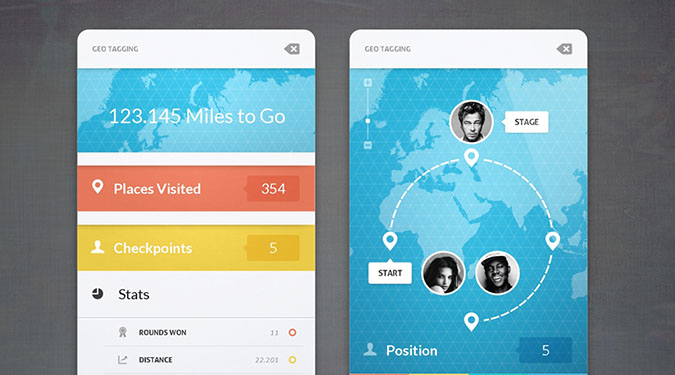 GEO TAGGING
123.145 Miles to Go
Places Visited 354
Checkpoints 5
Stats
ROUNDS WON 11
DISTANCE 22.201
GEO TAGGING
STAGE
START
Position 5